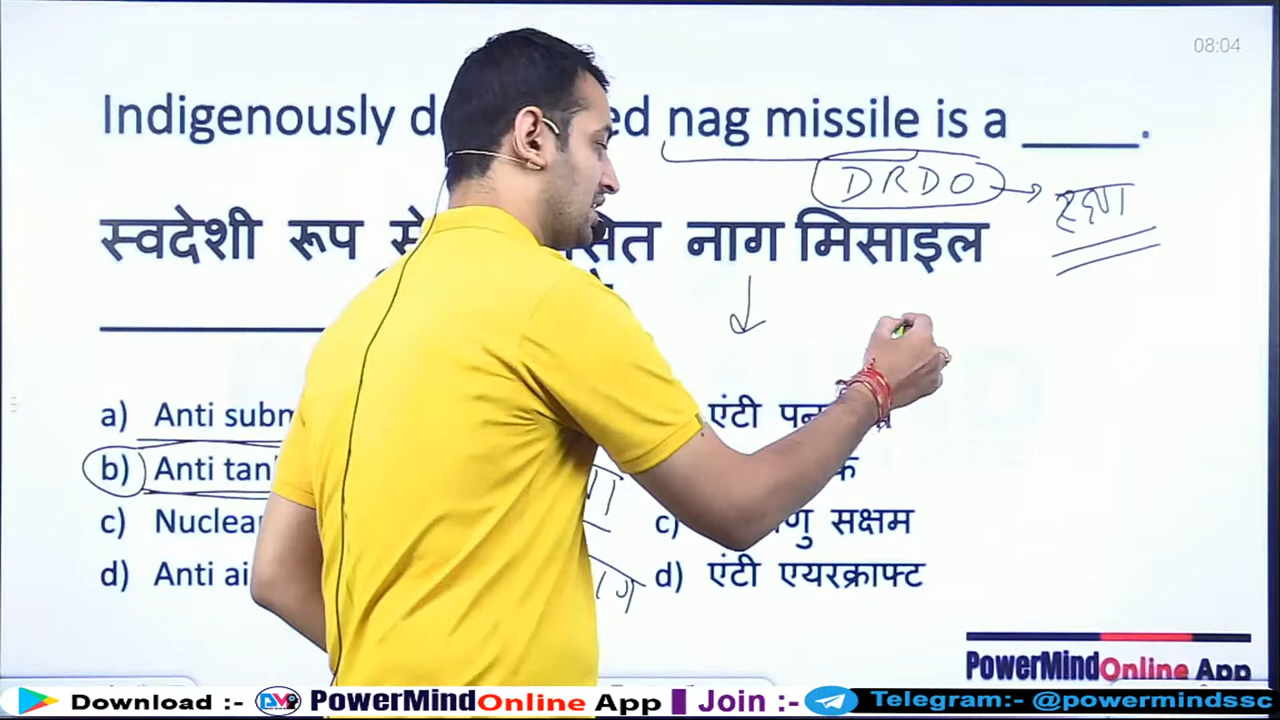 08:04
Indigenously d ed nag missile is a ____.
DRDO → रक्षा
स्वदेशी रूप से सित नाग मिसाइल
a) Anti subm एंटी पन
b) Anti tan क
c) Nuclea c) णु सक्षम
d) Anti ai d) एंटी एयरक्राफ्ट
PowerMindOnline App
Download :- PowerMindOnline App Join :- Telegram:- @powermindssc